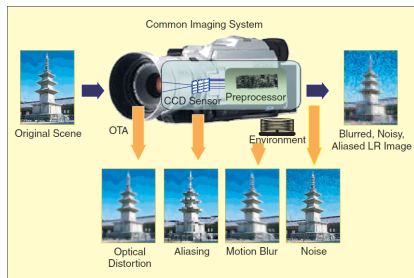 Common Imaging System
CCD Sensor
Preprocessor
OTA
Environment
Original Scene
Blurred, Noisy,
Aliased LR Image
Optical
Distortion
Aliasing
Motion Blur
Noise